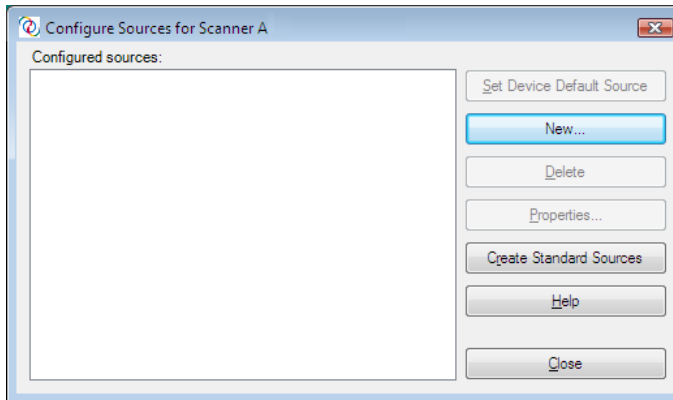 Configure Sources for Scanner A
Configured sources:
Set Device Default Source
New...
Delete
Properties...
Create Standard Sources
Help
Close